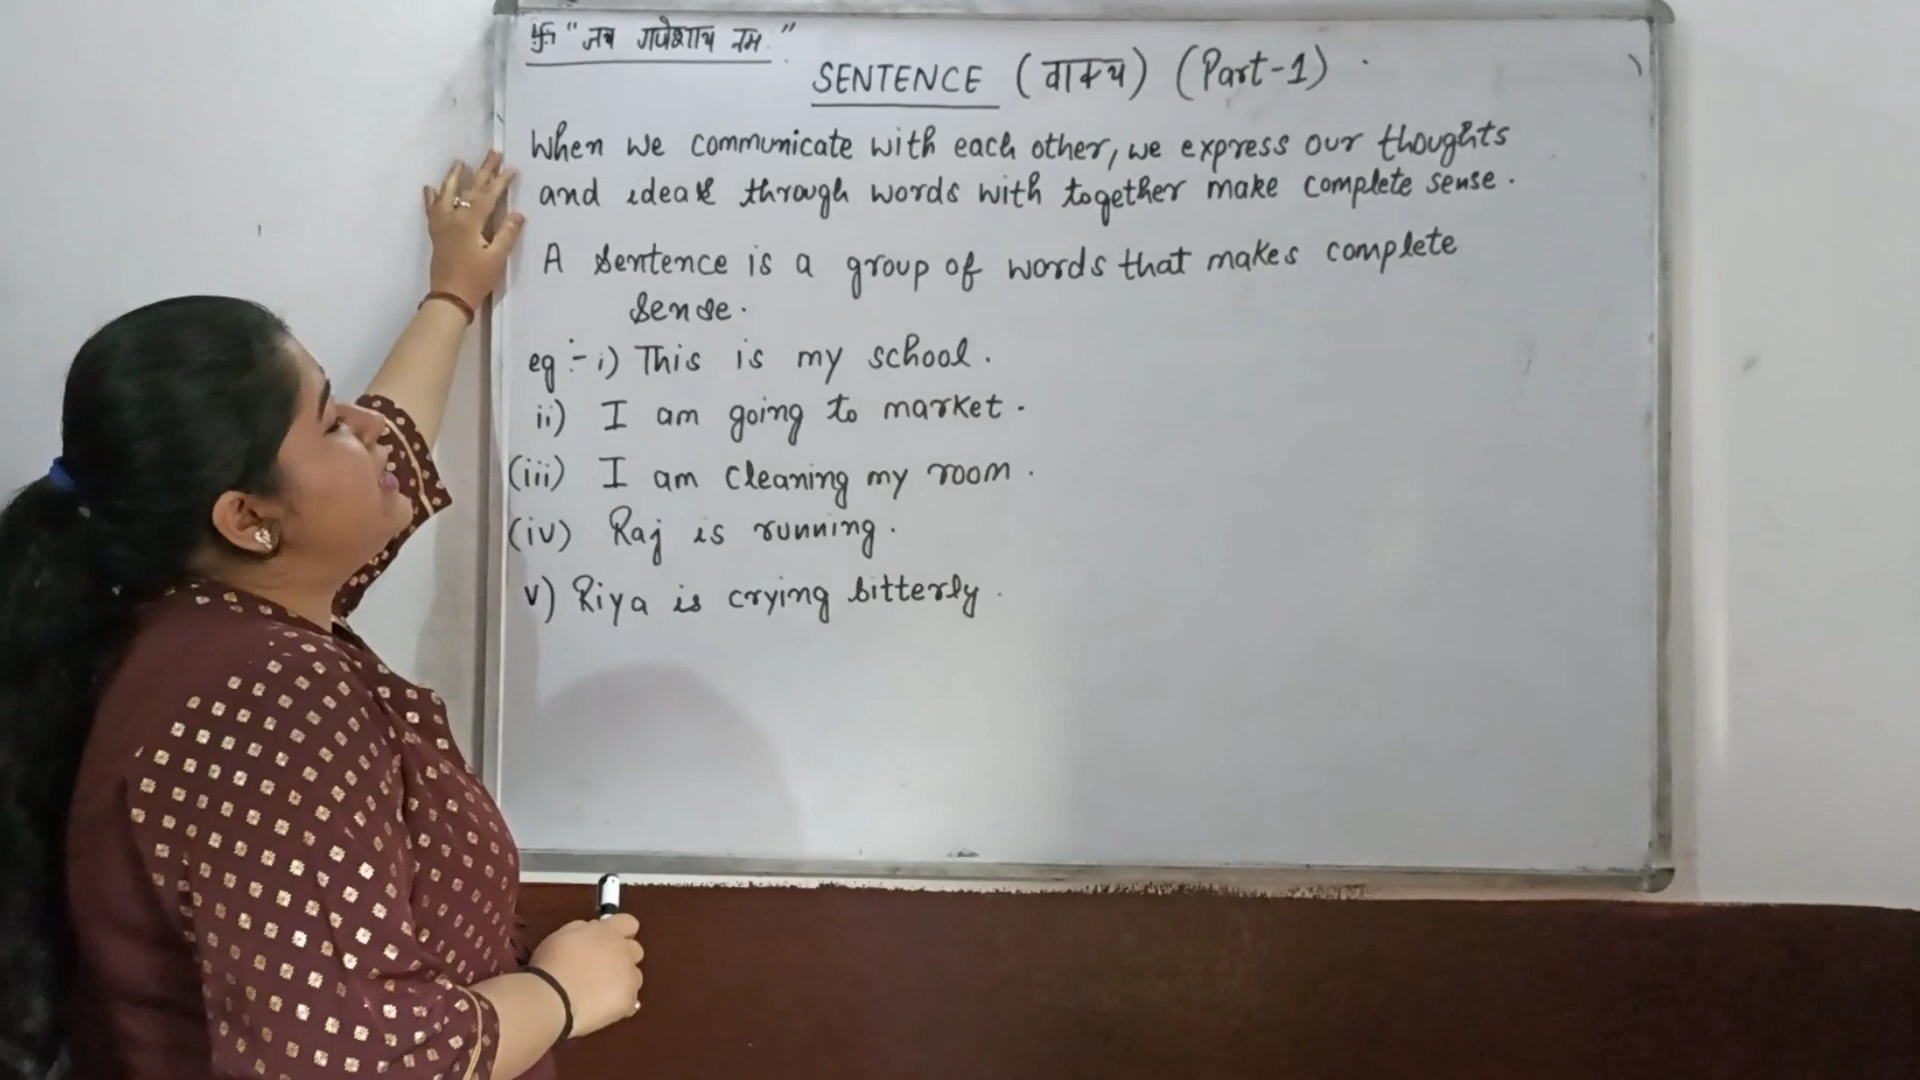 卐 "जय गणेशाय नमः"
SENTENCE (वाक्य) (Part-1)
When we communicate with each other, we express our thoughts
and ideas through words with together make complete sense.
A sentence is a group of words that makes complete
sense.
eg :- i) This is my school.
ii) I am going to market.
(iii) I am cleaning my room.
(iv) Raj is running.
v) Riya is crying bitterly.